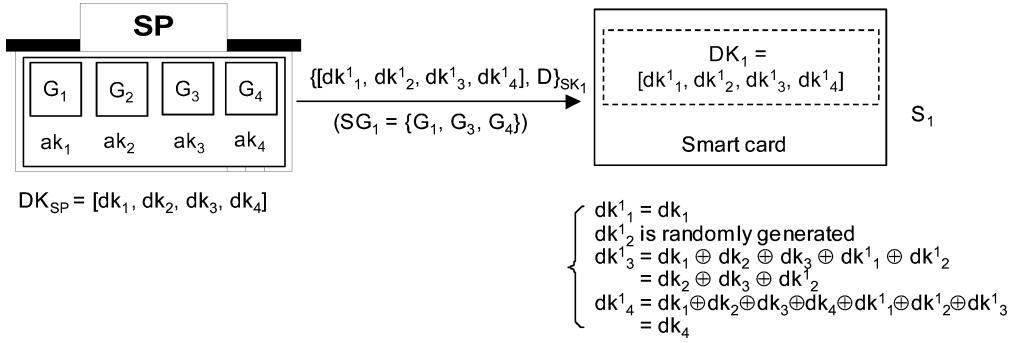 SP
G₁ G₂ G₃ G₄
ak₁ ak₂ ak₃ ak₄
DK_SP = [dk₁, dk₂, dk₃, dk₄]
{[dk¹₁, dk¹₂, dk¹₃, dk¹₄], D}_SK₁
(SG₁ = {G₁, G₃, G₄})
DK₁ =
[dk¹₁, dk¹₂, dk¹₃, dk¹₄]
Smart card
S₁
dk¹₁ = dk₁
dk¹₂ is randomly generated
dk¹₃ = dk₁ ⊕ dk₂ ⊕ dk₃ ⊕ dk¹₁ ⊕ dk¹₂
= dk₂ ⊕ dk₃ ⊕ dk¹₂
dk¹₄ = dk₁⊕dk₂⊕dk₃⊕dk₄⊕dk¹₁⊕dk¹₂⊕dk¹₃
= dk₄